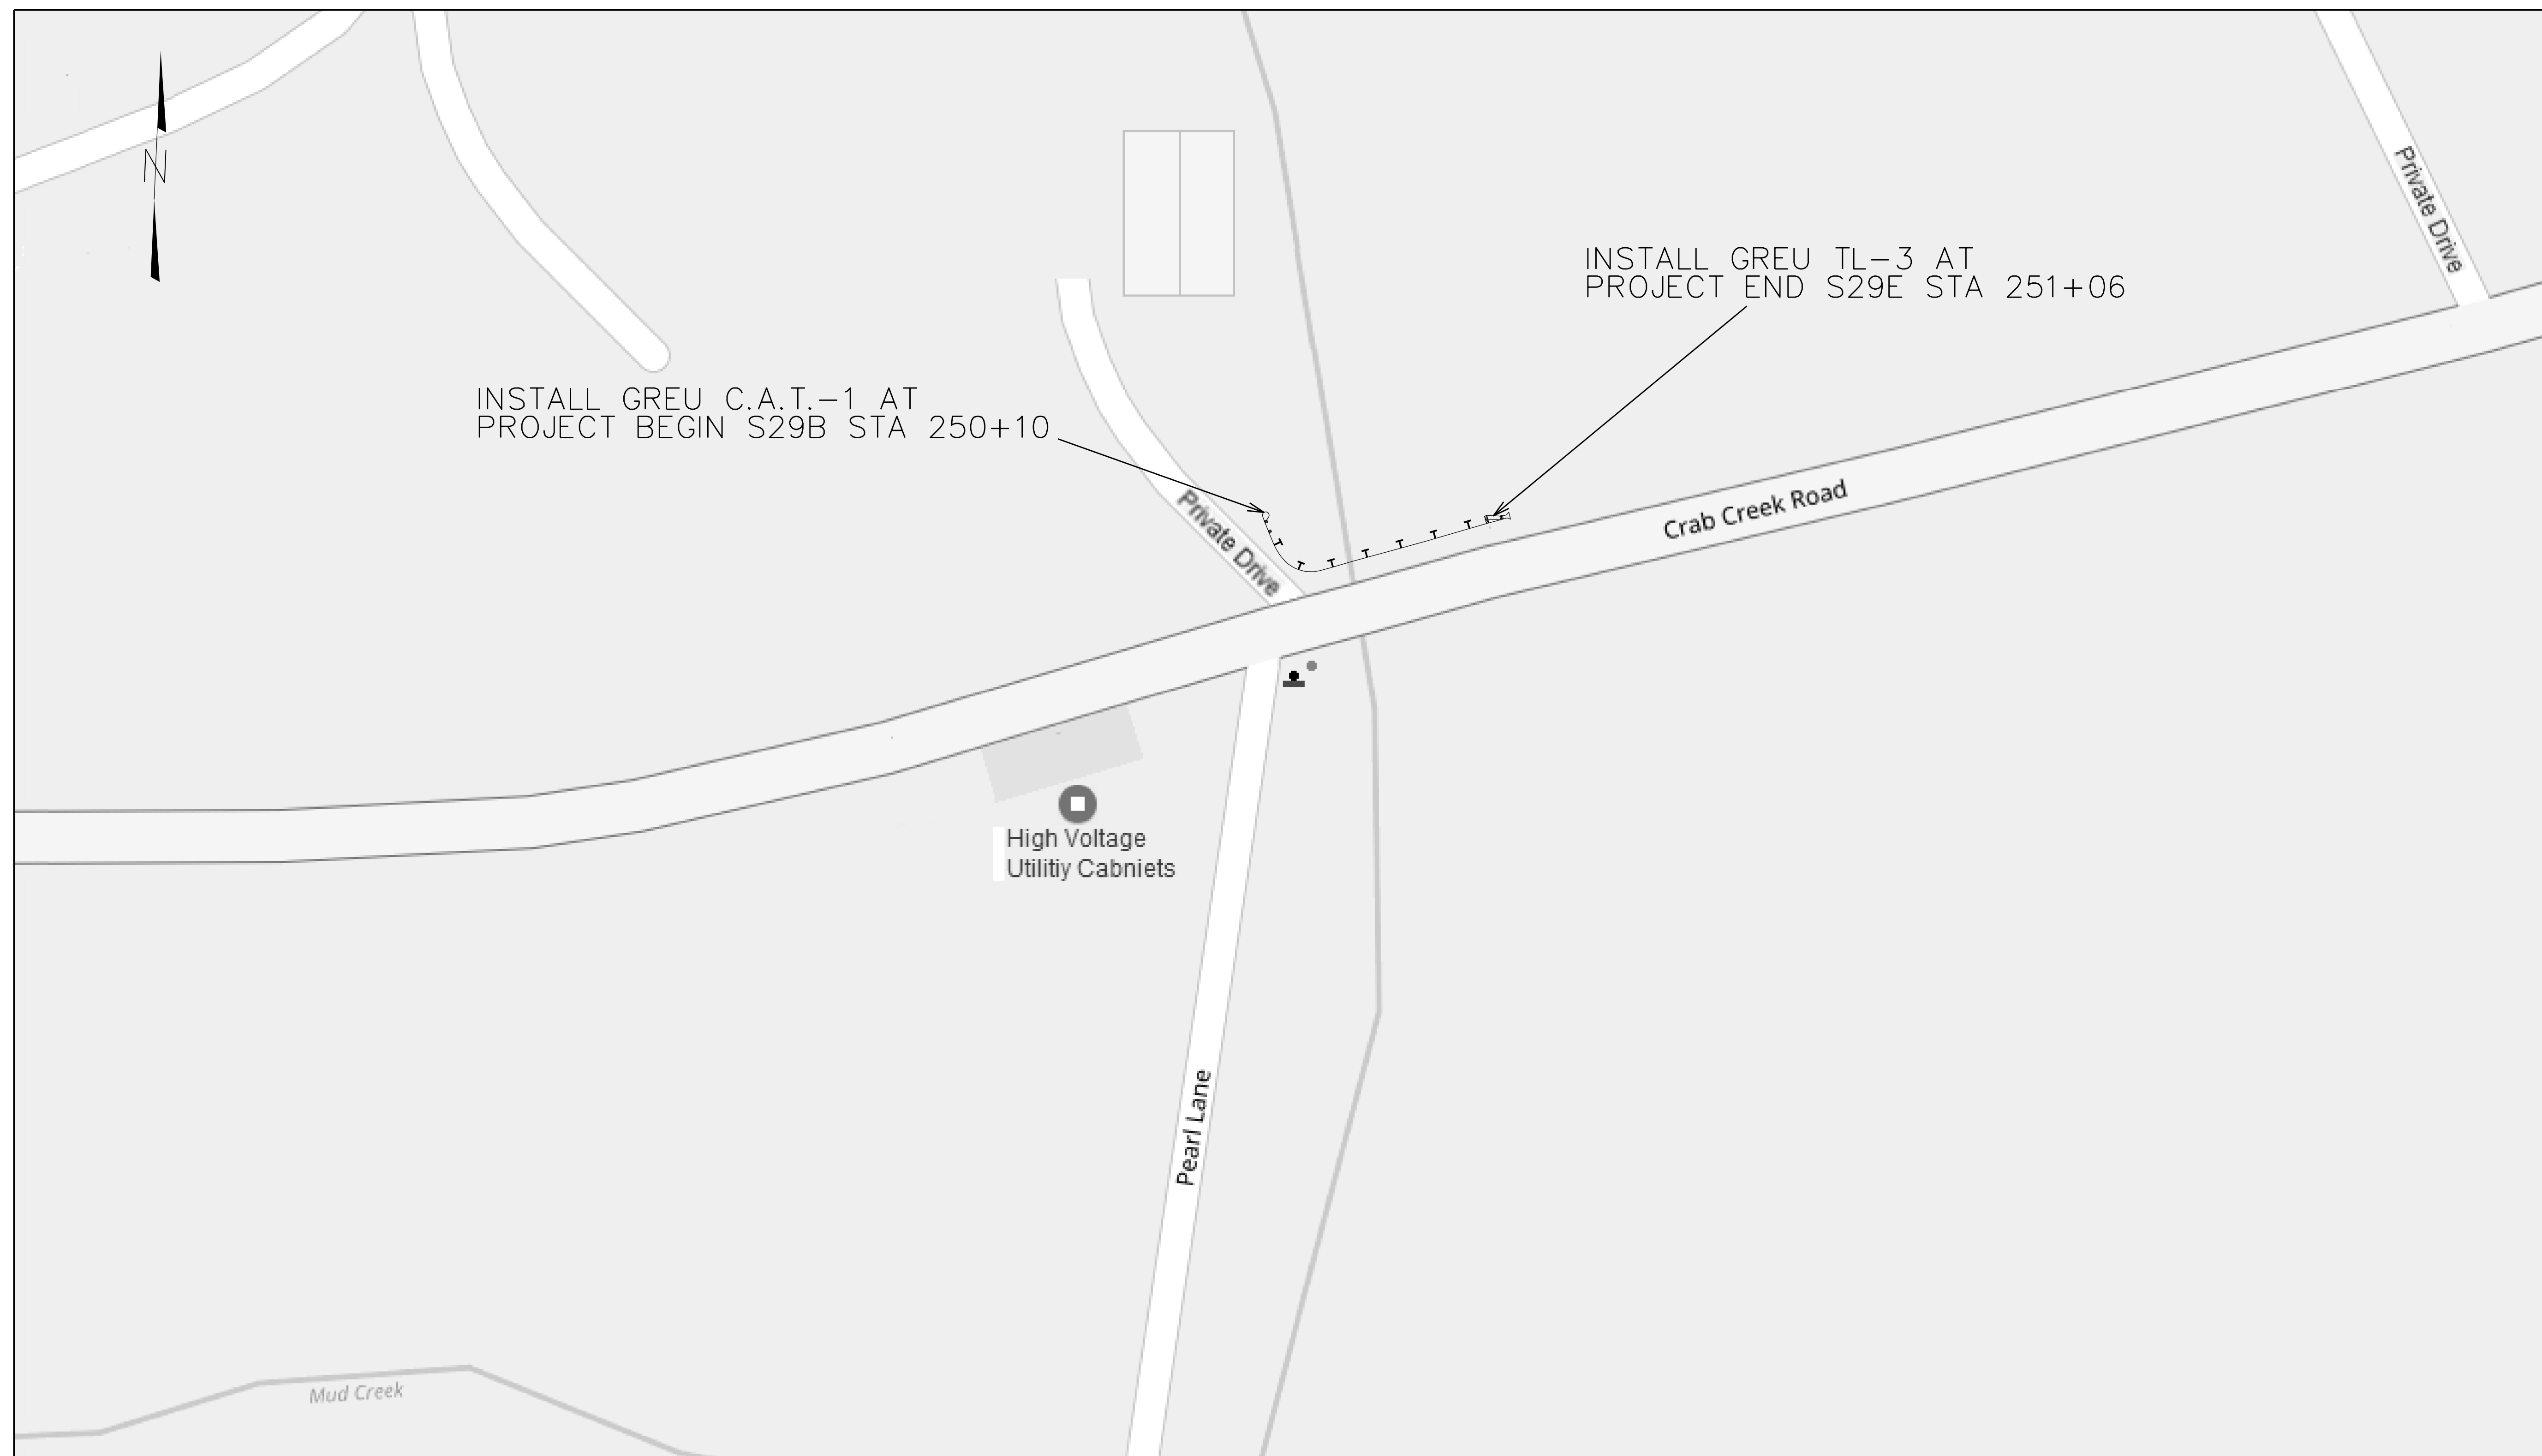 N
Private Drive
INSTALL GREU TL-3 AT
PROJECT END S29E STA 251+06
INSTALL GREU C.A.T.-1 AT
PROJECT BEGIN S29B STA 250+10
Private Drive
Crab Creek Road
High Voltage
Utilitiy Cabniets
Pearl Lane
Mud Creek